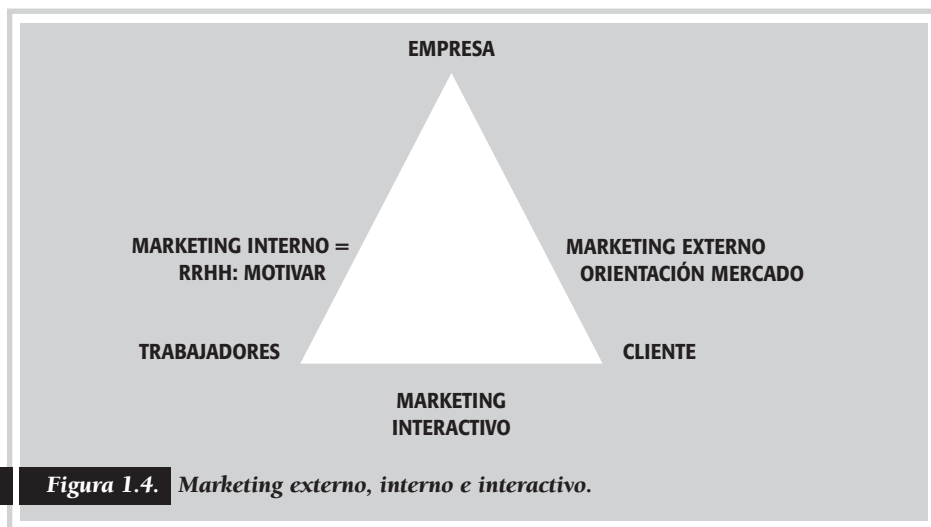 EMPRESA
MARKETING INTERNO =
RRHH: MOTIVAR
MARKETING EXTERNO
ORIENTACIÓN MERCADO
TRABAJADORES
CLIENTE
MARKETING
INTERACTIVO
Figura 1.4. Marketing externo, interno e interactivo.